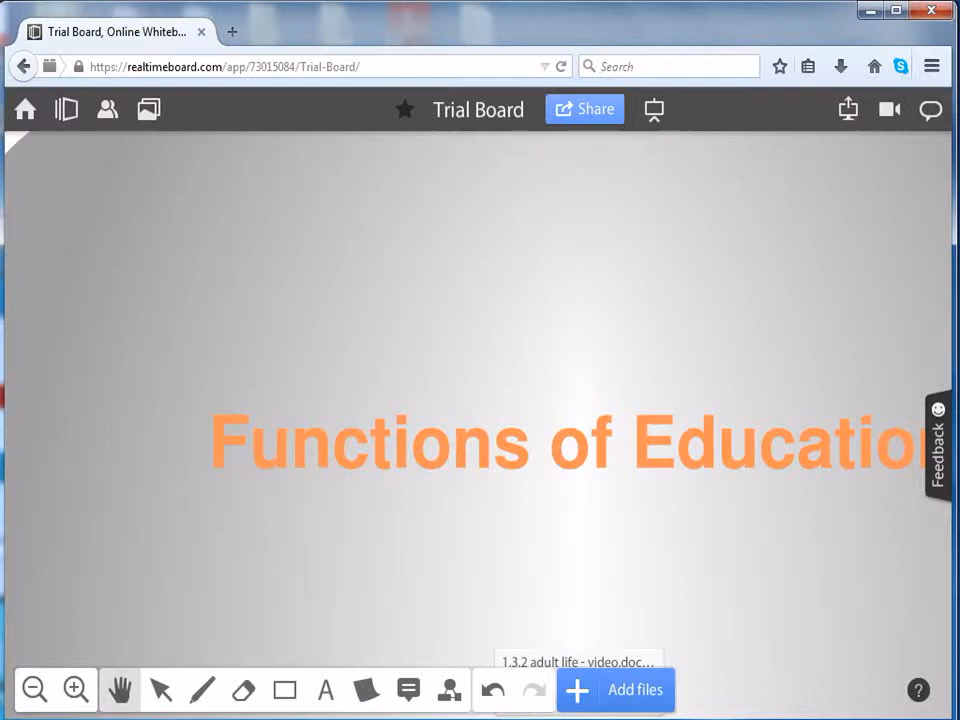 Trial Board, Online Whiteb...
https://realtimeboard.com/app/73015084/Trial-Board/
Search
Trial Board
Share
Functions of Education
Feedback
1.3.2 adult life - video.doc...
A
Add files
?